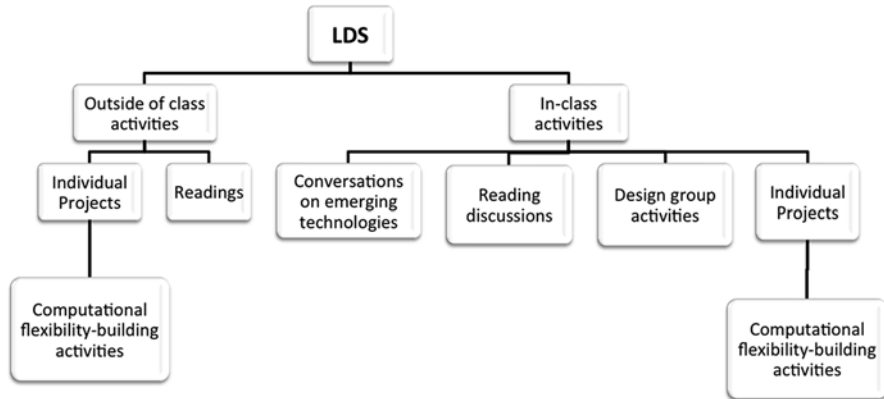 LDS
Outside of class
activities
In-class
activities
Individual
Projects
Readings
Conversations
on emerging
technologies
Reading
discussions
Design group
activities
Individual
Projects
Computational
flexibility-building
activities
Computational
flexibility-building
activities